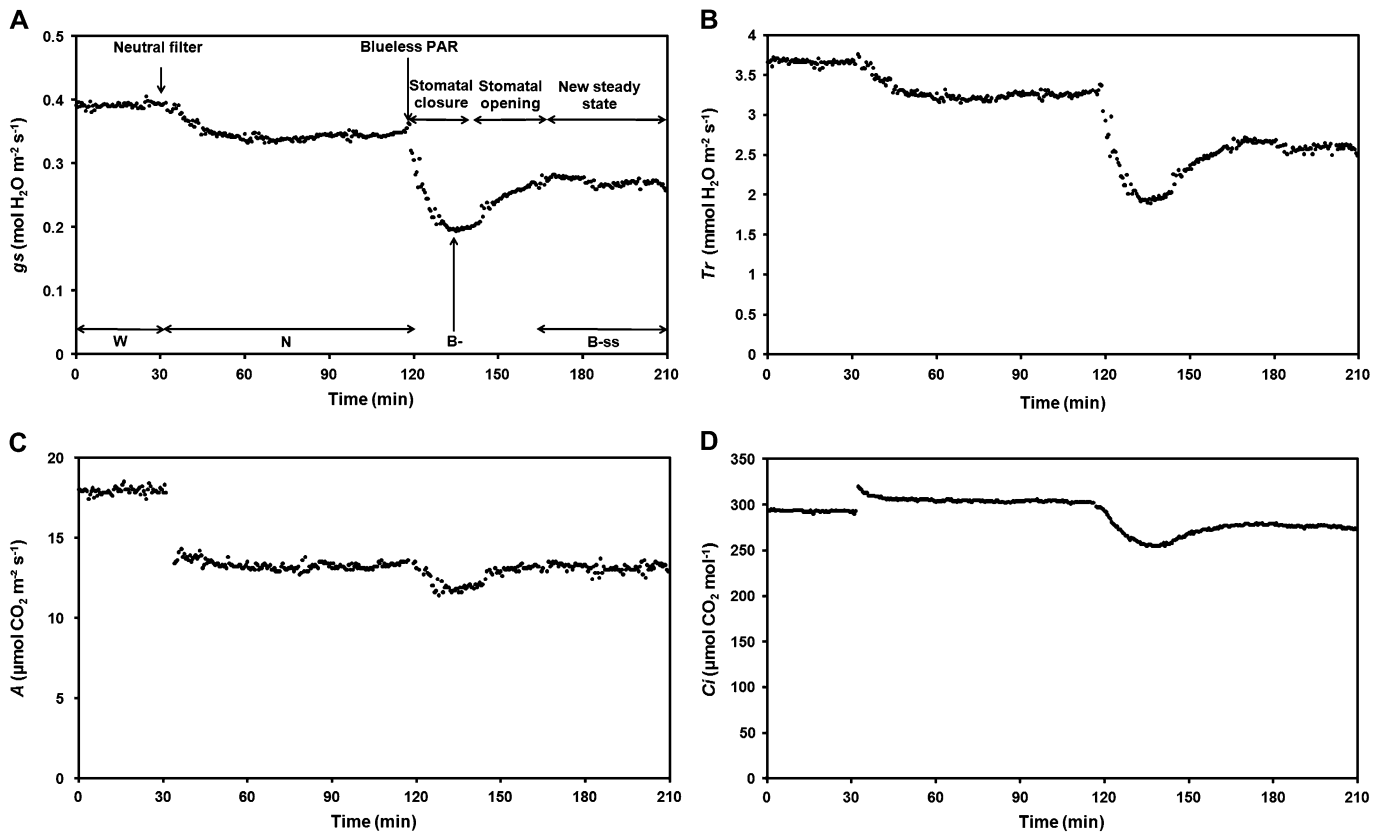 A
gs (mol H2O m-2 s-1)
0.5
0.4
0.3
0.2
0.1
0
Neutral filter
Blueless PAR
Stomatal closure
Stomatal opening
New steady state
W
N
B-
B-ss
0 30 60 90 120 150 180 210
Time (min)
B
Tr (mmol H2O m-2 s-1)
4
3.5
3
2.5
2
1.5
1
0.5
0
0 30 60 90 120 150 180 210
Time (min)
C
A (µmol CO2 m-2 s-1)
20
15
10
5
0
0 30 60 90 120 150 180 210
Time (min)
D
Ci (µmol CO2 mol-1)
350
300
250
200
150
100
50
0
0 30 60 90 120 150 180 210
Time (min)